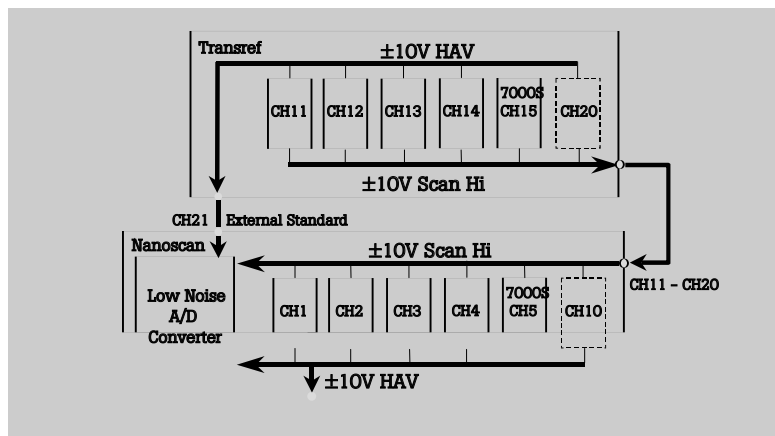 Transref
±10V HAV
CH11
CH12
CH13
CH14
7000S
CH15
CH20
±10V Scan Hi
CH21
External Standard
Nanoscan
±10V Scan Hi
Low Noise
A/D
Converter
CH1
CH2
CH3
CH4
7000S
CH5
CH10
CH11 - CH20
±10V HAV